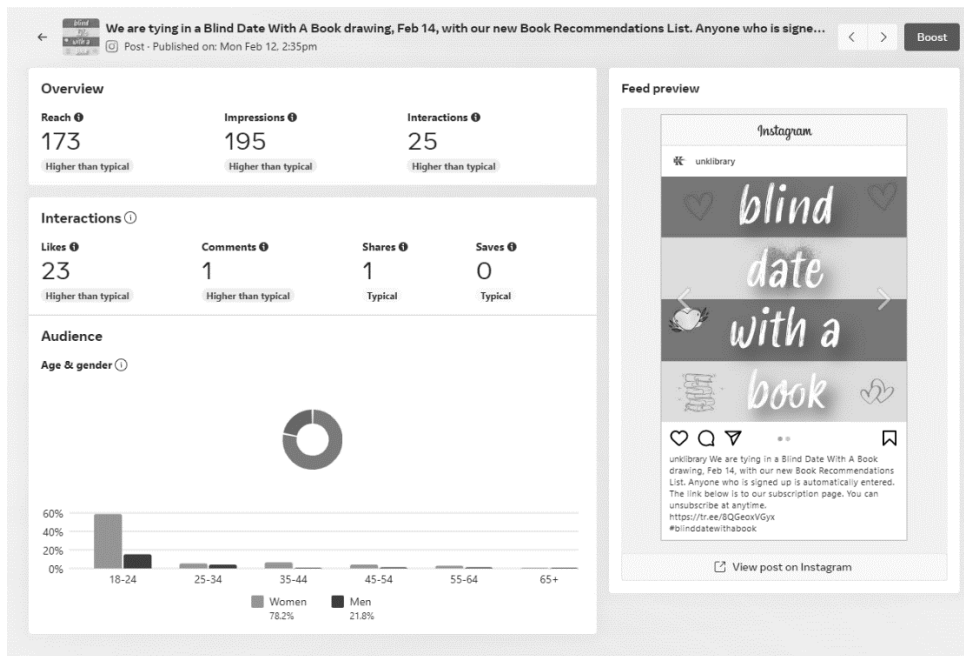 We are tying in a Blind Date With A Book drawing, Feb 14, with our new Book Recommendations List. Anyone who is signe...
Post · Published on: Mon Feb 12, 2:35pm
Boost
Overview
Reach
Impressions
Interactions
173
195
25
Higher than typical
Higher than typical
Higher than typical
Interactions
Likes
Comments
Shares
Saves
23
1
1
0
Higher than typical
Higher than typical
Typical
Typical
Audience
Age & gender
60%
40%
20%
0%
18-24
25-34
35-44
45-54
55-64
65+
Women
Men
78.2%
21.8%
Feed preview
Instagram
unklibrary
blind
date
with a
book
unklibrary We are tying in a Blind Date With A Book
drawing, Feb 14, with our new Book Recommendations
List. Anyone who is signed up is automatically entered.
The link below is to our subscription page. You can
unsubscribe at anytime.
https://tr.ee/8QGeoxVGyx
#blinddatewithabook
View post on Instagram